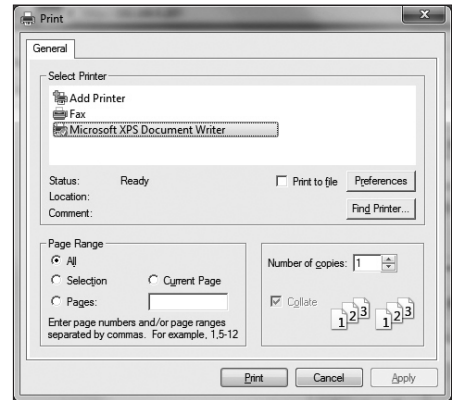 Print
General
Select Printer
Add Printer
Fax
Microsoft XPS Document Writer
Status: Ready
Print to file
Preferences
Location:
Comment:
Find Printer...
Page Range
All
Selection
Current Page
Pages:
Enter page numbers and/or page ranges
separated by commas. For example, 1,5-12
Number of copies: 1
Collate
1 2 3 1 2 3
Print Cancel Apply